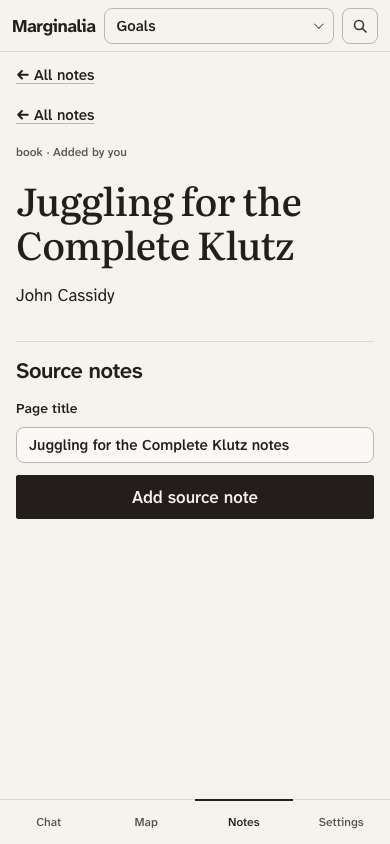 Marginalia
Goals
← All notes
← All notes
book · Added by you
Juggling for the
Complete Klutz
John Cassidy
Source notes
Page title
Juggling for the Complete Klutz notes
Add source note
Chat
Map
Notes
Settings